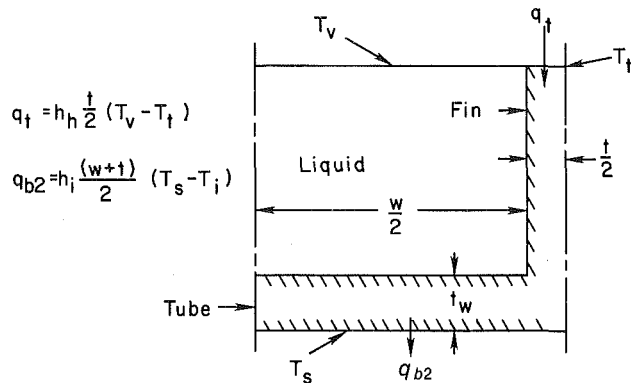 q_t
T_v
T_t
q_t = h_h t/2 (T_v - T_t)
Fin
t/2
q_b2 = h_i (w+t)/2 (T_s - T_i)
Liquid
w/2
t_w
Tube
T_s
q_b2